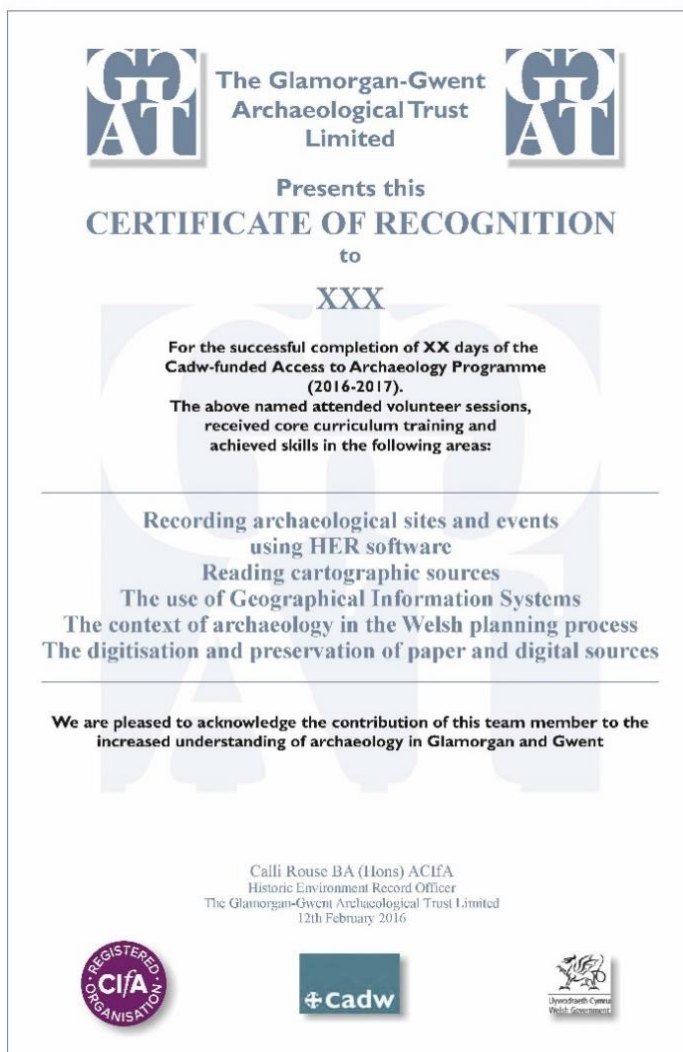 GGAT
The Glamorgan-Gwent
Archaeological Trust
Limited
GGAT
Presents this
CERTIFICATE OF RECOGNITION
to
XXX
For the successful completion of XX days of the
Cadw-funded Access to Archaeology Programme
(2016-2017).
The above named attended volunteer sessions,
received core curriculum training and
achieved skills in the following areas:
Recording archaeological sites and events
using HER software
Reading cartographic sources
The use of Geographical Information Systems
The context of archaeology in the Welsh planning process
The digitisation and preservation of paper and digital sources
We are pleased to acknowledge the contribution of this team member to the
increased understanding of archaeology in Glamorgan and Gwent
Calli Rouse BA (Hons) ACIfA
Historic Environment Record Officer
The Glamorgan-Gwent Archaeological Trust Limited
12th February 2016
REGISTERED
CIfA
ORGANISATION
Cadw
Llywodraeth Cymru
Welsh Government